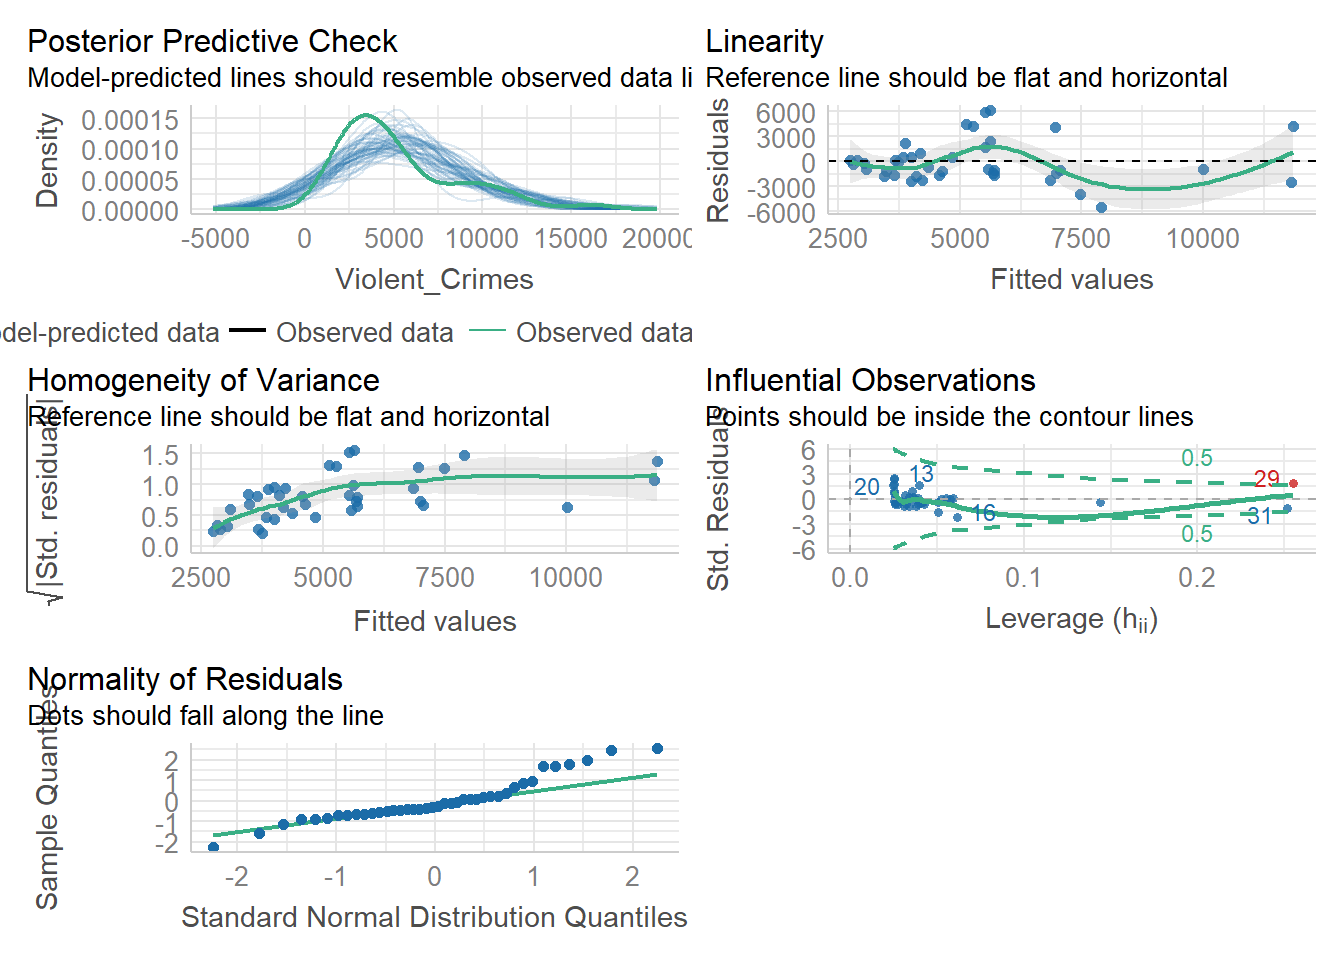 Posterior Predictive Check
Model-predicted lines should resemble observed data li
Density
0.00015
0.00010
0.00005
0.00000
-5000 0 5000 10000 15000 2000
Violent_Crimes
del-predicted data Observed data Observed data
Linearity
Reference line should be flat and horizontal
Residuals
6000
3000
0
-3000
-6000
2500 5000 7500 10000
Fitted values
Homogeneity of Variance
Reference line should be flat and horizontal
√|Std. residuals|
1.5
1.0
0.5
0.0
2500 5000 7500 10000
Fitted values
Influential Observations
Points should be inside the contour lines
Std. Residuals
6
3
0
-3
-6
20
13
16
0.5
29
31
0.5
0.0 0.1 0.2
Leverage (hii)
Normality of Residuals
Dots should fall along the line
Sample Quantiles
2
1
0
-1
-2
-2 -1 0 1 2
Standard Normal Distribution Quantiles